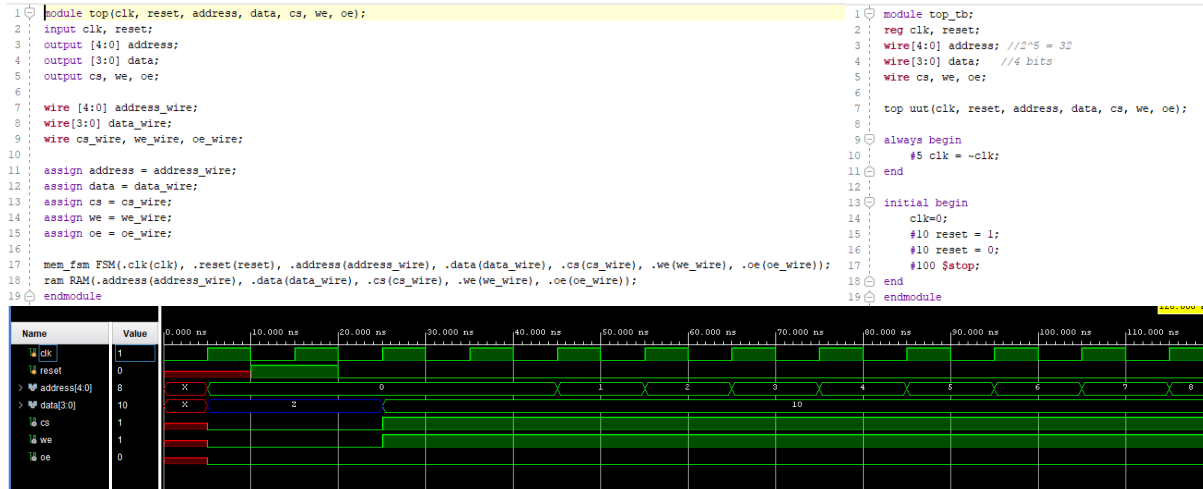 1 module top(clk, reset, address, data, cs, we, oe);
2 input clk, reset;
3 output [4:0] address;
4 output [3:0] data;
5 output cs, we, oe;
6
7 wire [4:0] address_wire;
8 wire[3:0] data_wire;
9 wire cs_wire, we_wire, oe_wire;
10
11 assign address = address_wire;
12 assign data = data_wire;
13 assign cs = cs_wire;
14 assign we = we_wire;
15 assign oe = oe_wire;
16
17 mem_fsm FSM(.clk(clk), .reset(reset), .address(address_wire), .data(data_wire), .cs(cs_wire), .we(we_wire), .oe(oe_wire));
18 ram RAM(.address(address_wire), .data(data_wire), .cs(cs_wire), .we(we_wire), .oe(oe_wire));
19 endmodule
1 module top_tb;
2 reg clk, reset;
3 wire[4:0] address; //2^5 = 32
4 wire[3:0] data; //4 bits
5 wire cs, we, oe;
6
7 top uut(clk, reset, address, data, cs, we, oe);
8
9 always begin
10 #5 clk = ~clk;
11 end
12
13 initial begin
14 clk=0;
15 #10 reset = 1;
16 #10 reset = 0;
17 #100 $stop;
18 end
19 endmodule
Name Value 0.000 ns 10.000 ns 20.000 ns 30.000 ns 40.000 ns 50.000 ns 60.000 ns 70.000 ns 80.000 ns 90.000 ns 100.000 ns 110.000 ns
clk 1
reset 0
address[4:0] 8 X 0 1 2 3 4 5 6 7 8
data[3:0] 10 X Z 10
cs 1
we 1
oe 0